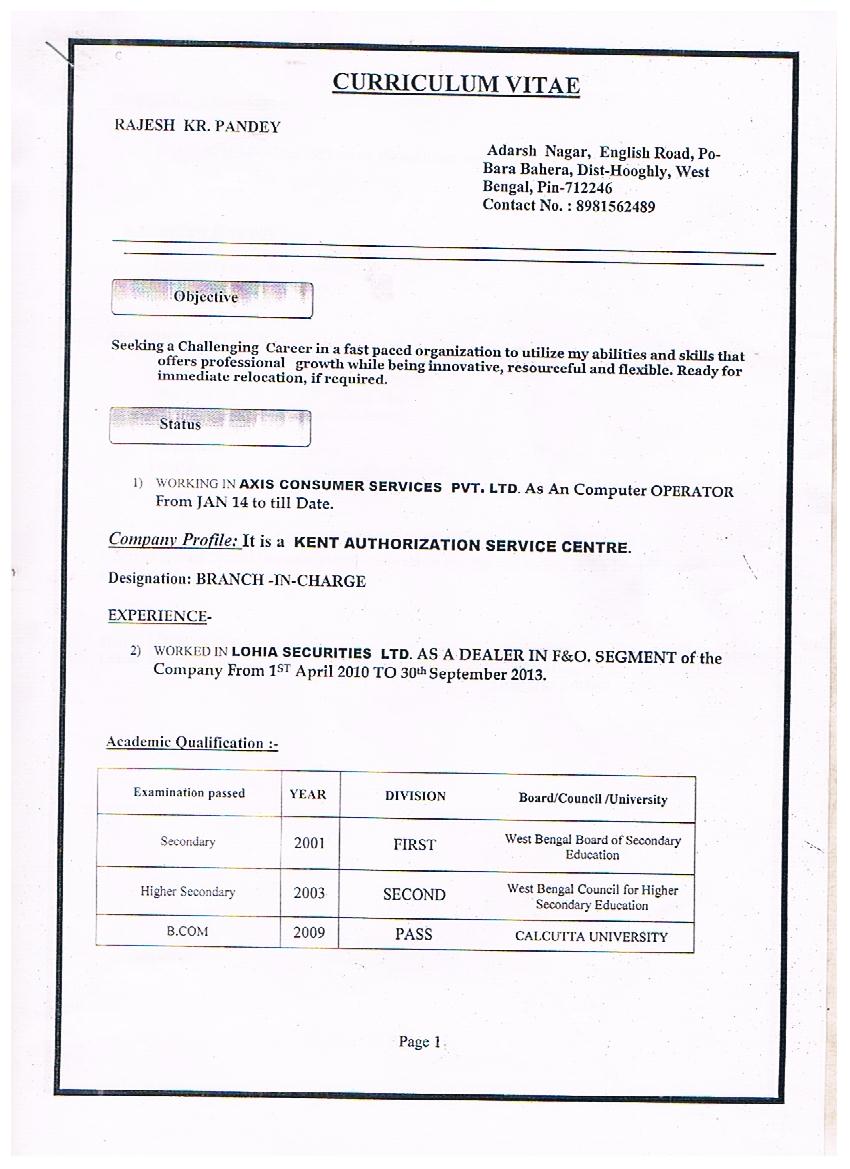 CURRICULUM VITAE
RAJESH KR. PANDEY
Adarsh Nagar, English Road, Po-
Bara Bahera, Dist-Hooghly, West
Bengal, Pin-712246
Contact No. : 8981562489
Objective
Seeking a Challenging Career in a fast paced organization to utilize my abilities and skills that
offers professional growth while being innovative, resourceful and flexible. Ready for
immediate relocation, if required.
Status
1) WORKING IN AXIS CONSUMER SERVICES PVT. LTD. As An Computer OPERATOR
From JAN 14 to till Date.
Company Profile: It is a KENT AUTHORIZATION SERVICE CENTRE.
Designation: BRANCH -IN-CHARGE
EXPERIENCE-
2) WORKED IN LOHIA SECURITIES LTD. AS A DEALER IN F&O. SEGMENT of the
Company From 1ST April 2010 TO 30th September 2013.
Academic Qualification :-
Examination passed YEAR DIVISION Board/Council /University
Secondary 2001 FIRST West Bengal Board of Secondary
Education
Higher Secondary 2003 SECOND West Bengal Council for Higher
Secondary Education
B.COM 2009 PASS CALCUTTA UNIVERSITY
Page 1